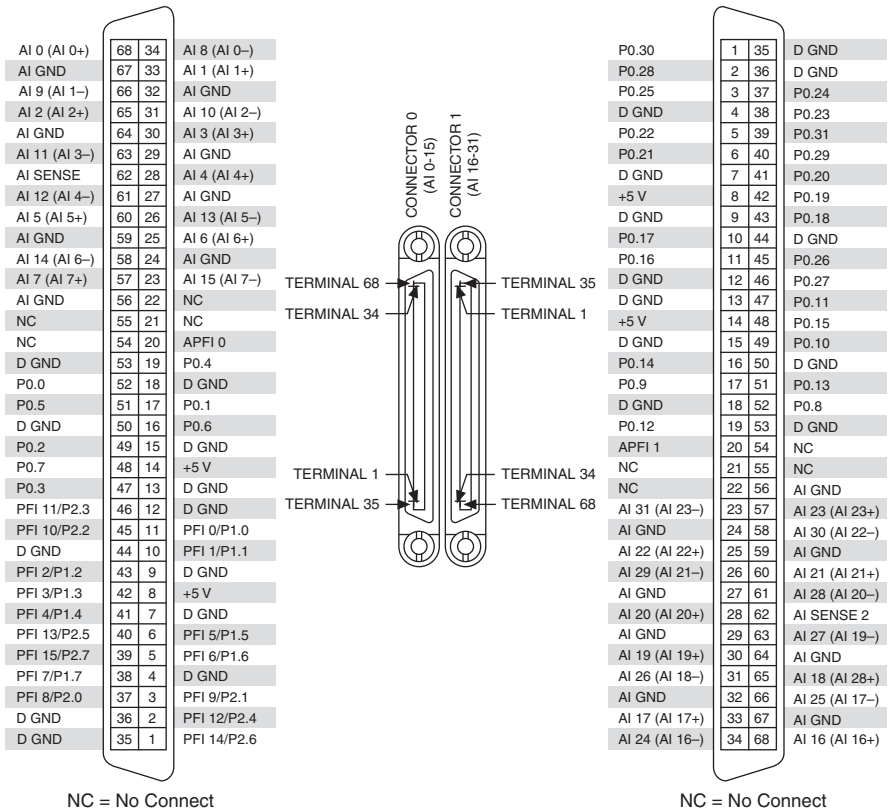 AI 0 (AI 0+) 68 34 AI 8 (AI 0–)
AI GND 67 33 AI 1 (AI 1+)
AI 9 (AI 1–) 66 32 AI GND
AI 2 (AI 2+) 65 31 AI 10 (AI 2–)
AI GND 64 30 AI 3 (AI 3+)
AI 11 (AI 3–) 63 29 AI GND
AI SENSE 62 28 AI 4 (AI 4+)
AI 12 (AI 4–) 61 27 AI GND
AI 5 (AI 5+) 60 26 AI 13 (AI 5–)
AI GND 59 25 AI 6 (AI 6+)
AI 14 (AI 6–) 58 24 AI GND
AI 7 (AI 7+) 57 23 AI 15 (AI 7–)
AI GND 56 22 NC
NC 55 21 NC
NC 54 20 APFI 0
D GND 53 19 P0.4
P0.0 52 18 D GND
P0.5 51 17 P0.1
D GND 50 16 P0.6
P0.2 49 15 D GND
P0.7 48 14 +5 V
P0.3 47 13 D GND
PFI 11/P2.3 46 12 D GND
PFI 10/P2.2 45 11 PFI 0/P1.0
D GND 44 10 PFI 1/P1.1
PFI 2/P1.2 43 9 D GND
PFI 3/P1.3 42 8 +5 V
PFI 4/P1.4 41 7 D GND
PFI 13/P2.5 40 6 PFI 5/P1.5
PFI 15/P2.7 39 5 PFI 6/P1.6
PFI 7/P1.7 38 4 D GND
PFI 8/P2.0 37 3 PFI 9/P2.1
D GND 36 2 PFI 12/P2.4
D GND 35 1 PFI 14/P2.6
NC = No Connect
CONNECTOR 0
(AI 0-15)
CONNECTOR 1
(AI 16-31)
TERMINAL 68
TERMINAL 34
TERMINAL 35
TERMINAL 1
TERMINAL 1
TERMINAL 35
TERMINAL 34
TERMINAL 68
P0.30 1 35 D GND
P0.28 2 36 D GND
P0.25 3 37 P0.24
D GND 4 38 P0.23
P0.22 5 39 P0.31
P0.21 6 40 P0.29
D GND 7 41 P0.20
+5 V 8 42 P0.19
D GND 9 43 P0.18
P0.17 10 44 D GND
P0.16 11 45 P0.26
D GND 12 46 P0.27
D GND 13 47 P0.11
+5 V 14 48 P0.15
D GND 15 49 P0.10
P0.14 16 50 D GND
P0.9 17 51 P0.13
D GND 18 52 P0.8
P0.12 19 53 D GND
APFI 1 20 54 NC
NC 21 55 NC
NC 22 56 AI GND
AI 31 (AI 23–) 23 57 AI 23 (AI 23+)
AI GND 24 58 AI 30 (AI 22–)
AI 22 (AI 22+) 25 59 AI GND
AI 29 (AI 21–) 26 60 AI 21 (AI 21+)
AI GND 27 61 AI 28 (AI 20–)
AI 20 (AI 20+) 28 62 AI SENSE 2
AI GND 29 63 AI 27 (AI 19–)
AI 19 (AI 19+) 30 64 AI GND
AI 26 (AI 18–) 31 65 AI 18 (AI 28+)
AI GND 32 66 AI 25 (AI 17–)
AI 17 (AI 17+) 33 67 AI GND
AI 24 (AI 16–) 34 68 AI 16 (AI 16+)
NC = No Connect